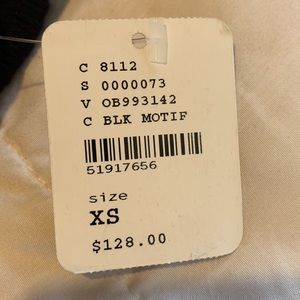 C 8112
S 0000073
V OB993142
C BLK MOTIF
51917656
size
XS
$128.00